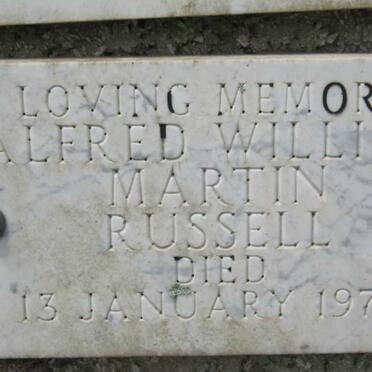 LOVING MEMOR
ALFRED WILLI
MARTIN
RUSSELL
DIED
13 JANUARY 197